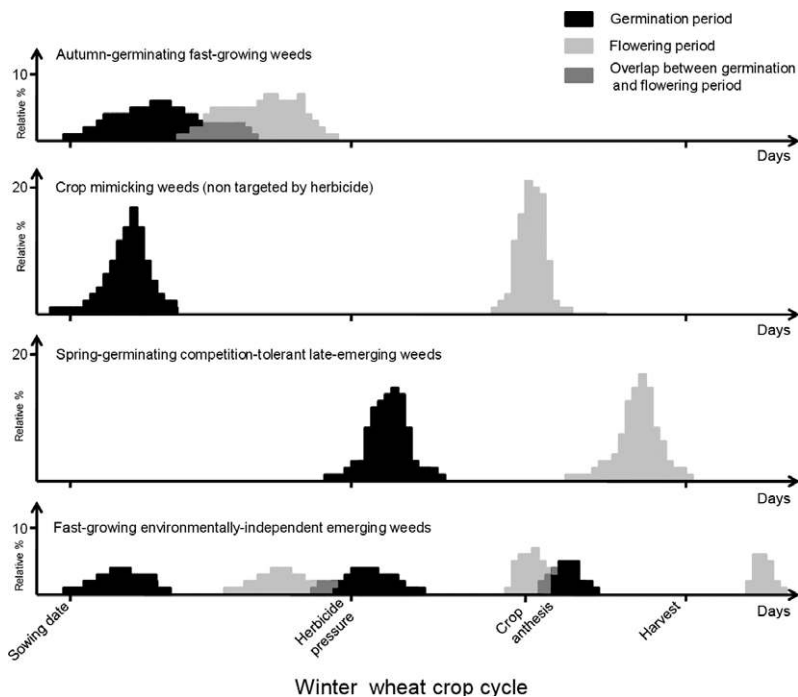 Germination period
Flowering period
Overlap between germination
and flowering period
Autumn-germinating fast-growing weeds
10
Relative %
Days
Crop mimicking weeds (non targeted by herbicide)
20
Relative %
Days
Spring-germinating competition-tolerant late-emerging weeds
20
Relative %
Days
Fast-growing environmentally-independent emerging weeds
10
Relative %
Days
Sowing date
Herbicide
pressure
Crop
anthesis
Harvest
Winter wheat crop cycle